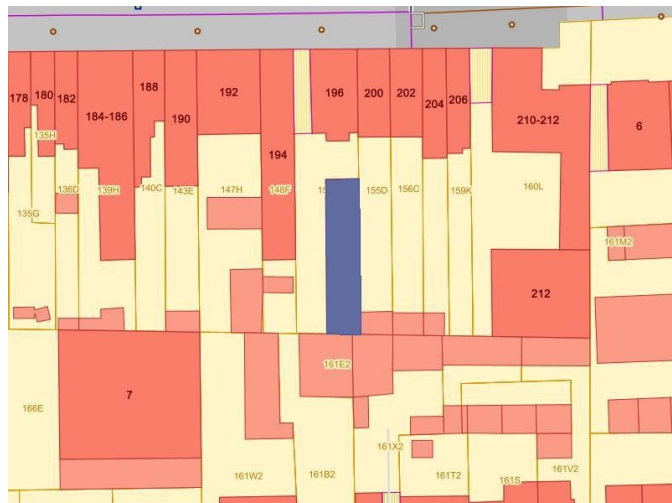 178
180
182
184-186
188
190
192
194
196
200
202
204
206
210-212
6
135H
136D
139H
140C
143E
147H
148F
155D
156C
159K
160L
135G
161M2
212
161E2
7
166E
161X2
161W2
161B2
161T2
161S
161V2